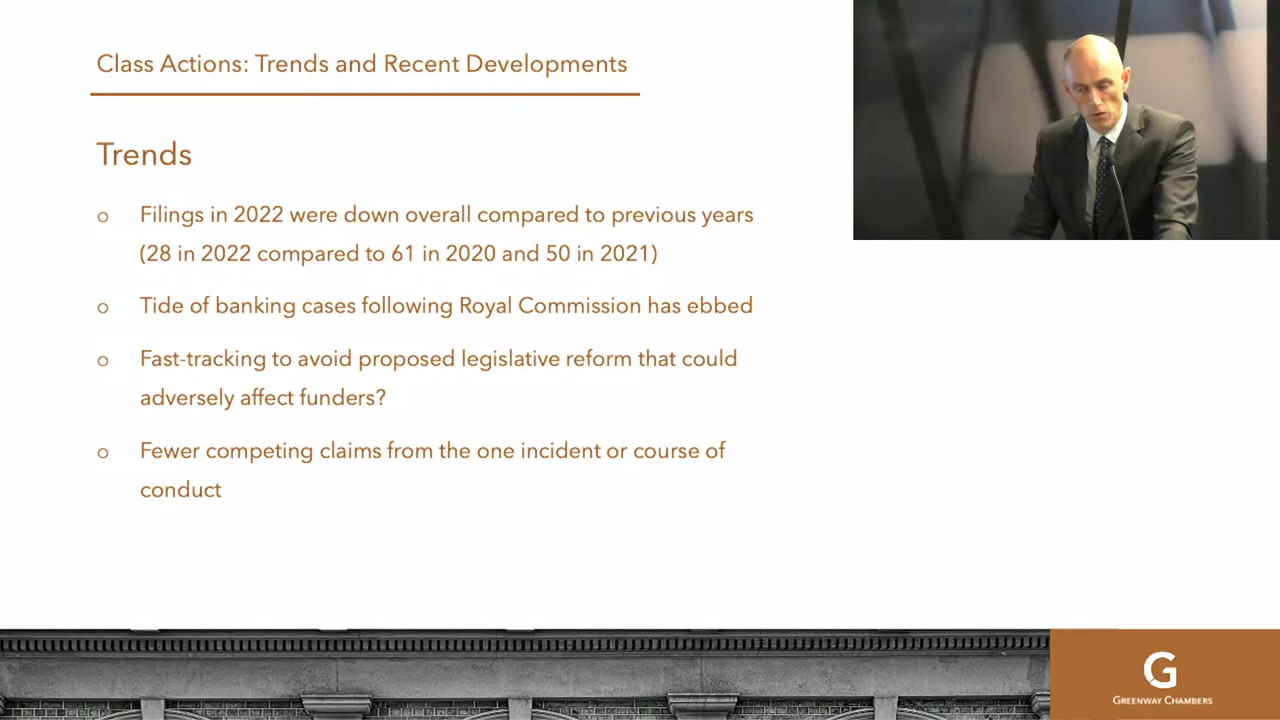 Class Actions: Trends and Recent Developments
Trends
o Filings in 2022 were down overall compared to previous years
(28 in 2022 compared to 61 in 2020 and 50 in 2021)
o Tide of banking cases following Royal Commission has ebbed
o Fast-tracking to avoid proposed legislative reform that could
adversely affect funders?
o Fewer competing claims from the one incident or course of
conduct
G
GREENWAY CHAMBERS